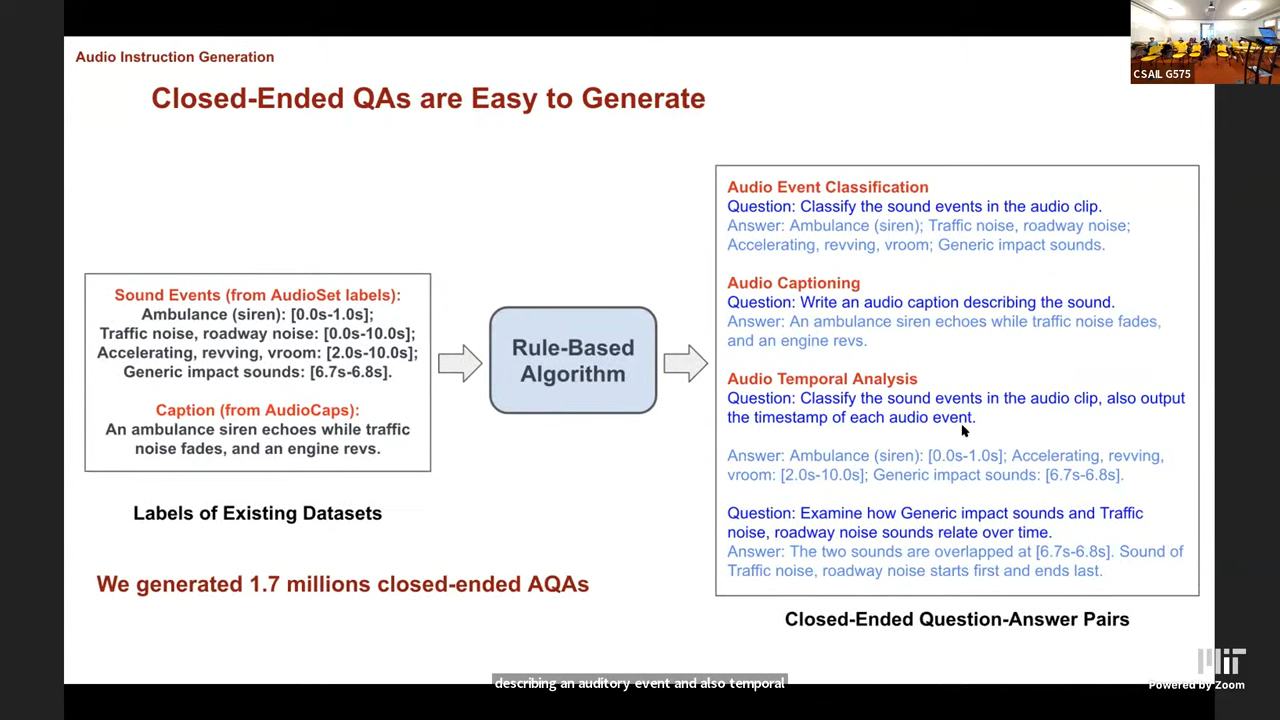 Audio Instruction Generation
Closed-Ended QAs are Easy to Generate
CSAIL G575
Sound Events (from AudioSet labels):
Ambulance (siren): [0.0s-1.0s];
Traffic noise, roadway noise: [0.0s-10.0s];
Accelerating, revving, vroom: [2.0s-10.0s];
Generic impact sounds: [6.7s-6.8s].
Caption (from AudioCaps):
An ambulance siren echoes while traffic
noise fades, and an engine revs.
Labels of Existing Datasets
We generated 1.7 millions closed-ended AQAs
Rule-Based
Algorithm
Audio Event Classification
Question: Classify the sound events in the audio clip.
Answer: Ambulance (siren); Traffic noise, roadway noise;
Accelerating, revving, vroom; Generic impact sounds.
Audio Captioning
Question: Write an audio caption describing the sound.
Answer: An ambulance siren echoes while traffic noise fades,
and an engine revs.
Audio Temporal Analysis
Question: Classify the sound events in the audio clip, also output
the timestamp of each audio event.
Answer: Ambulance (siren): [0.0s-1.0s]; Accelerating, revving,
vroom: [2.0s-10.0s]; Generic impact sounds: [6.7s-6.8s].
Question: Examine how Generic impact sounds and Traffic
noise, roadway noise sounds relate over time.
Answer: The two sounds are overlapped at [6.7s-6.8s]. Sound of
Traffic noise, roadway noise starts first and ends last.
Closed-Ended Question-Answer Pairs
describing an auditory event and also temporal
MIT
Powered by Zoom